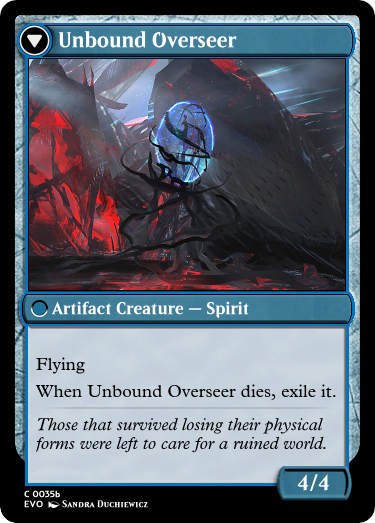 Unbound Overseer
Artifact Creature — Spirit
Flying
When Unbound Overseer dies, exile it.
Those that survived losing their physical
forms were left to care for a ruined world.
4/4
C 0035b
EVO Sandra Duchiewicz